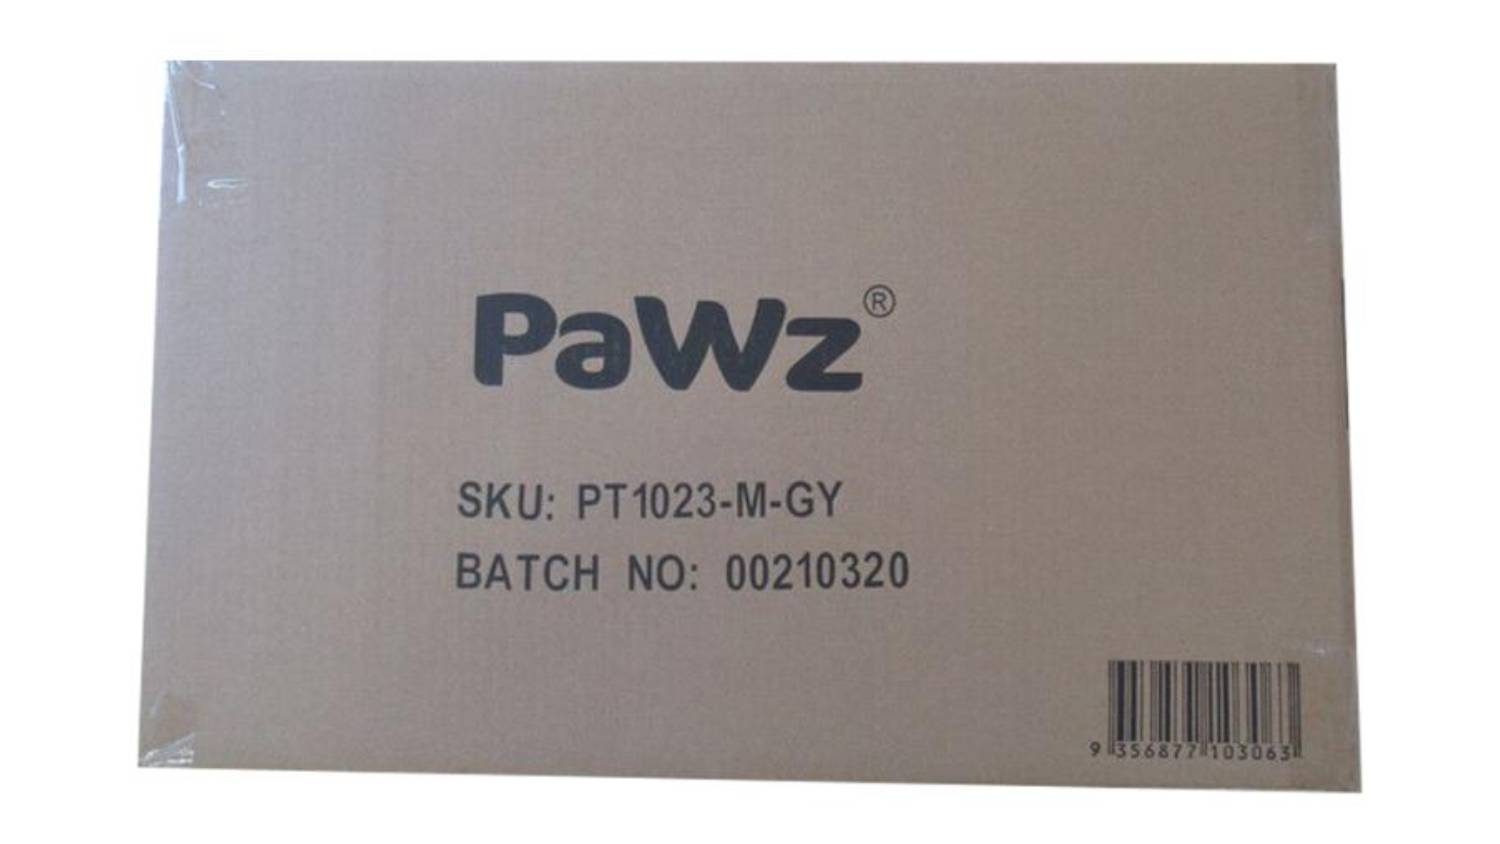 PaWz®
SKU: PT1023-M-GY
BATCH NO: 00210320
9 356877 103063